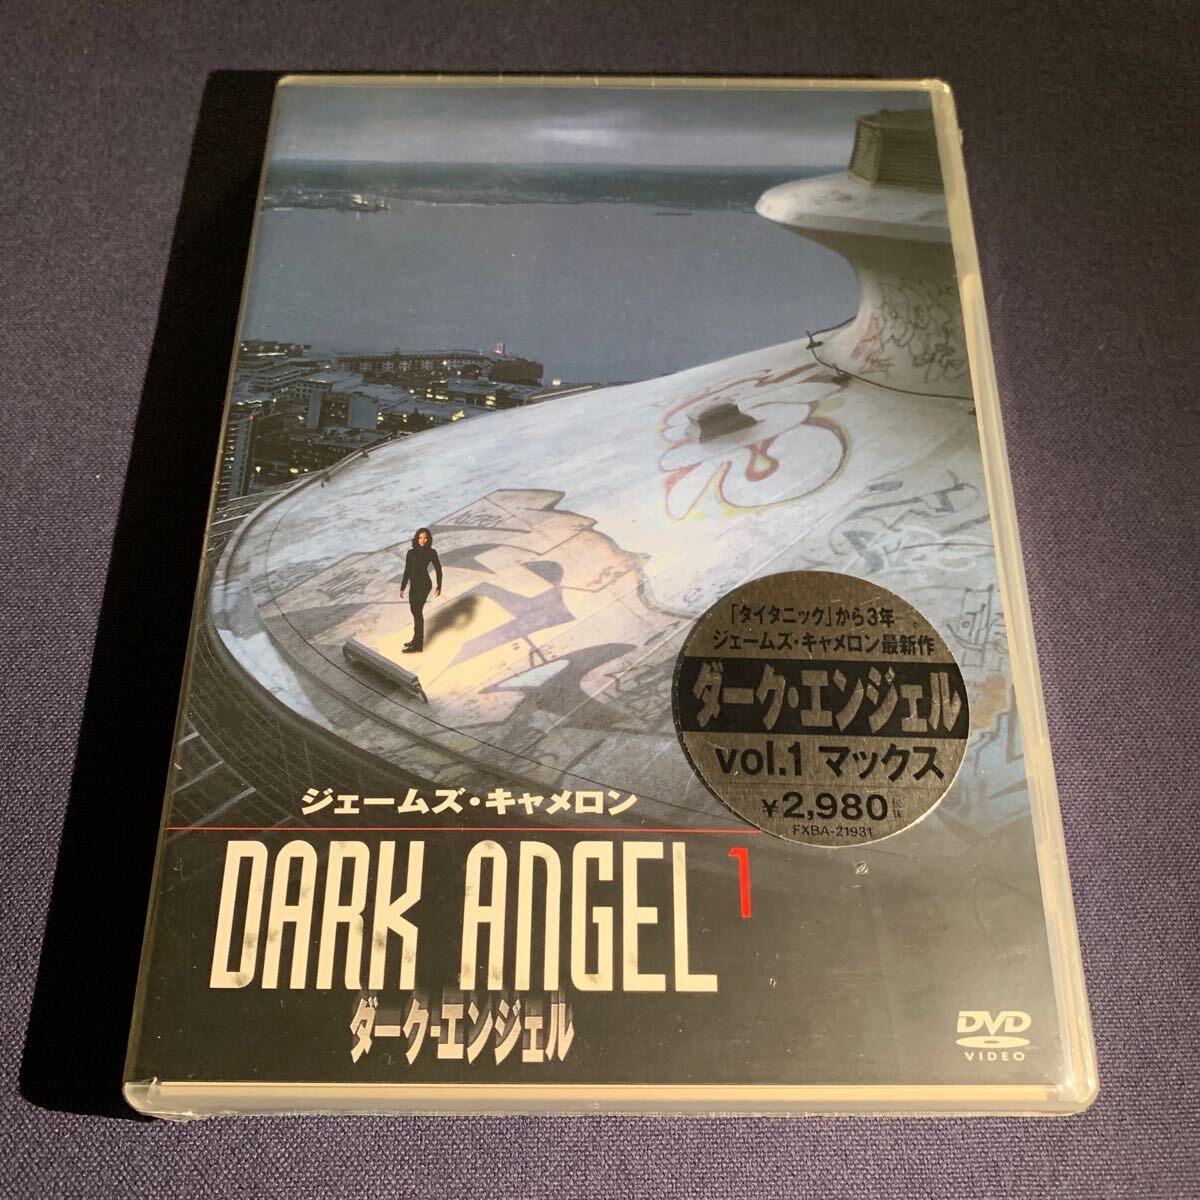 「タイタニック」から3年
ジェームズ・キャメロン最新作
ダーク・エンジェル
vol.1 マックス
¥2,980
FXBA-21931
ジェームズ・キャメロン
DARK ANGEL 1
ダーク・エンジェル
DVD
VIDEO